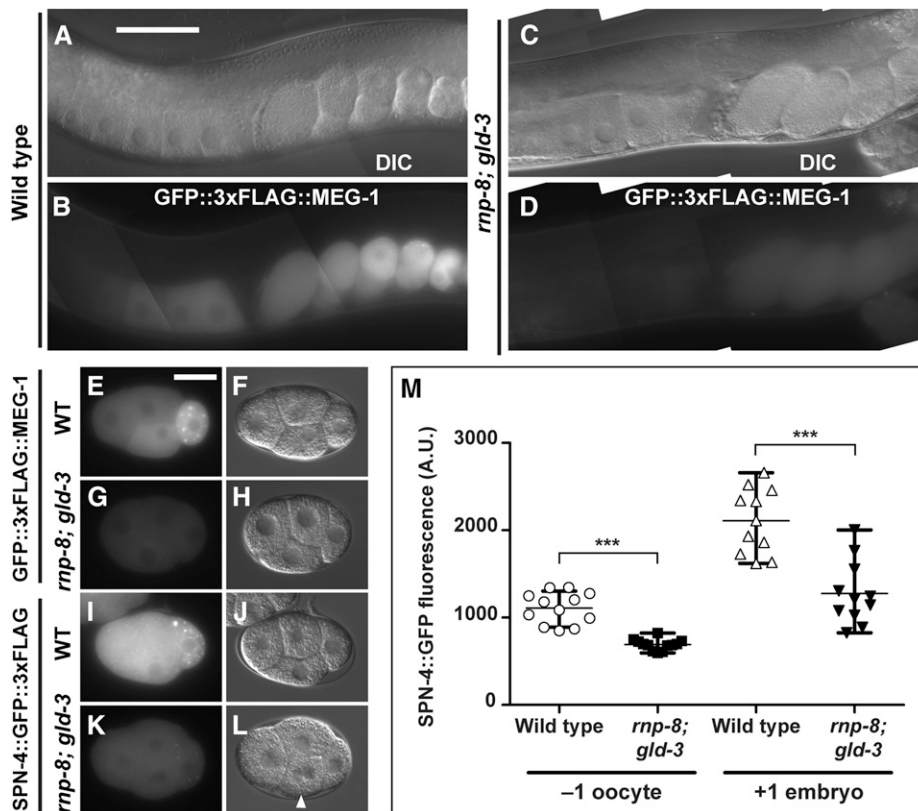 A
DIC
Wild type
B
GFP::3xFLAG::MEG-1
C
DIC
rnp-8; gld-3
D
GFP::3xFLAG::MEG-1
GFP::3xFLAG::MEG-1
WT
E
F
rnp-8; gld-3
G
H
SPN-4::GFP::3xFLAG
WT
I
J
rnp-8; gld-3
K
L
M
SPN-4::GFP fluorescence (A.U.)
3000
2000
1000
0
***
***
Wild type
rnp-8;
gld-3
Wild type
rnp-8;
gld-3
–1 oocyte
+1 embryo